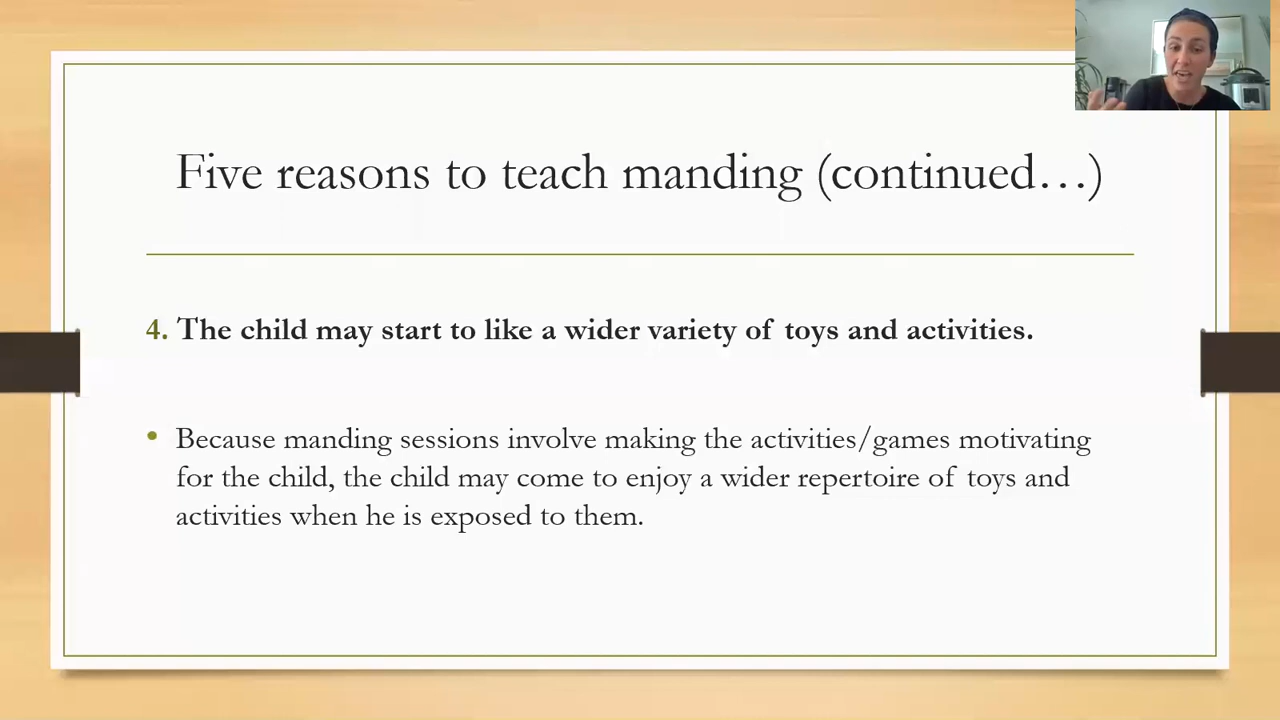 Five reasons to teach manding (continued…)
4. The child may start to like a wider variety of toys and activities.
• Because manding sessions involve making the activities/games motivating
for the child, the child may come to enjoy a wider repertoire of toys and
activities when he is exposed to them.